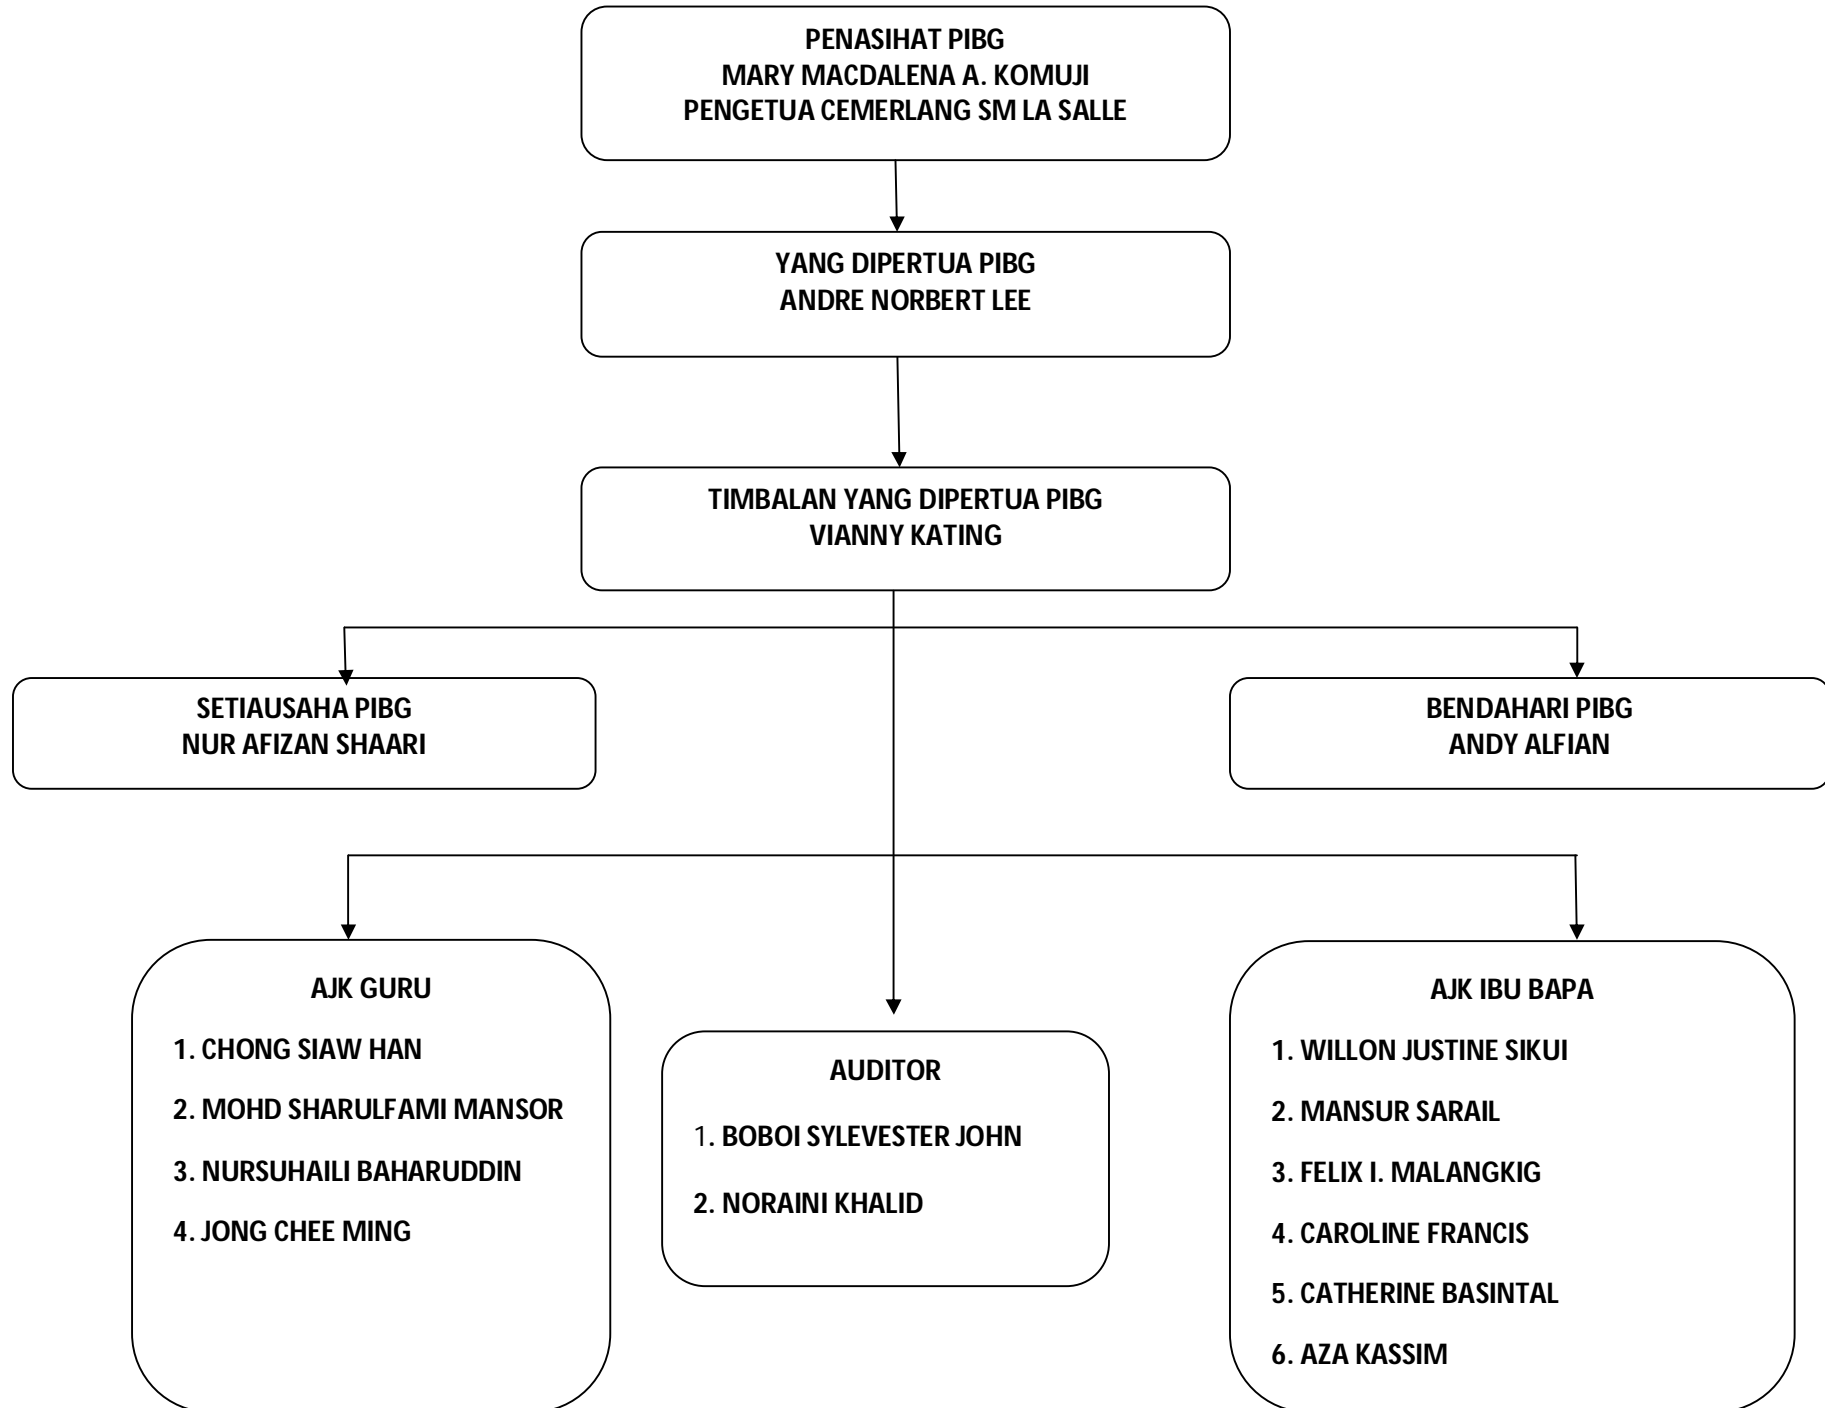 PENASIHAT PIBG
MARY MACDALENA A. KOMUJI
PENGETUA CEMERLANG SM LA SALLE
YANG DIPERTUA PIBG
ANDRE NORBERT LEE
TIMBALAN YANG DIPERTUA PIBG
VIANNY KATING
SETIAUSAHA PIBG
NUR AFIZAN SHAARI
BENDAHARI PIBG
ANDY ALFIAN
AJK GURU
1. CHONG SIAW HAN
2. MOHD SHARULFAMI MANSOR
3. NURSUHAILI BAHARUDDIN
4. JONG CHEE MING
AUDITOR
1. BOBOI SYLEVESTER JOHN
2. NORAINI KHALID
AJK IBU BAPA
1. WILLON JUSTINE SIKUI
2. MANSUR SARAIL
3. FELIX I. MALANGKIG
4. CAROLINE FRANCIS
5. CATHERINE BASINTAL
6. AZA KASSIM